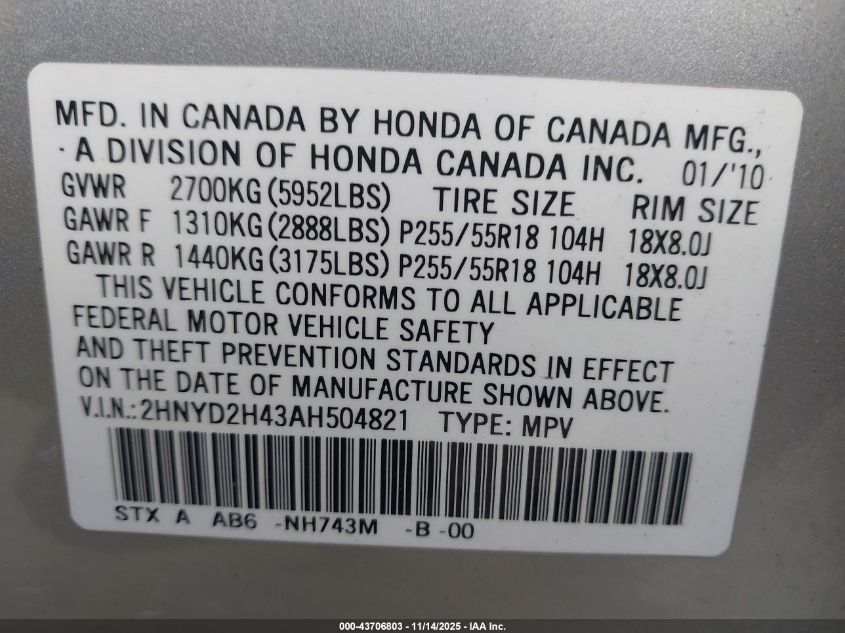 MFD. IN CANADA BY HONDA OF CANADA MFG.,
A DIVISION OF HONDA CANADA INC. 01/'10
GVWR 2700KG(5952LBS) TIRE SIZE RIM SIZE
GAWR F 1310KG(2888LBS) P255/55R18 104H 18X8.0J
GAWR R 1440KG(3175LBS) P255/55R18 104H 18X8.0J
THIS VEHICLE CONFORMS TO ALL APPLICABLE
FEDERAL MOTOR VEHICLE SAFETY
AND THEFT PREVENTION STANDARDS IN EFFECT
ON THE DATE OF MANUFACTURE SHOWN ABOVE.
V.I.N.:2HNYD2H43AH504821 TYPE: MPV
STX A AB6 -NH743M -B -00
000-43706803 - 11/14/2025 - IAA Inc.